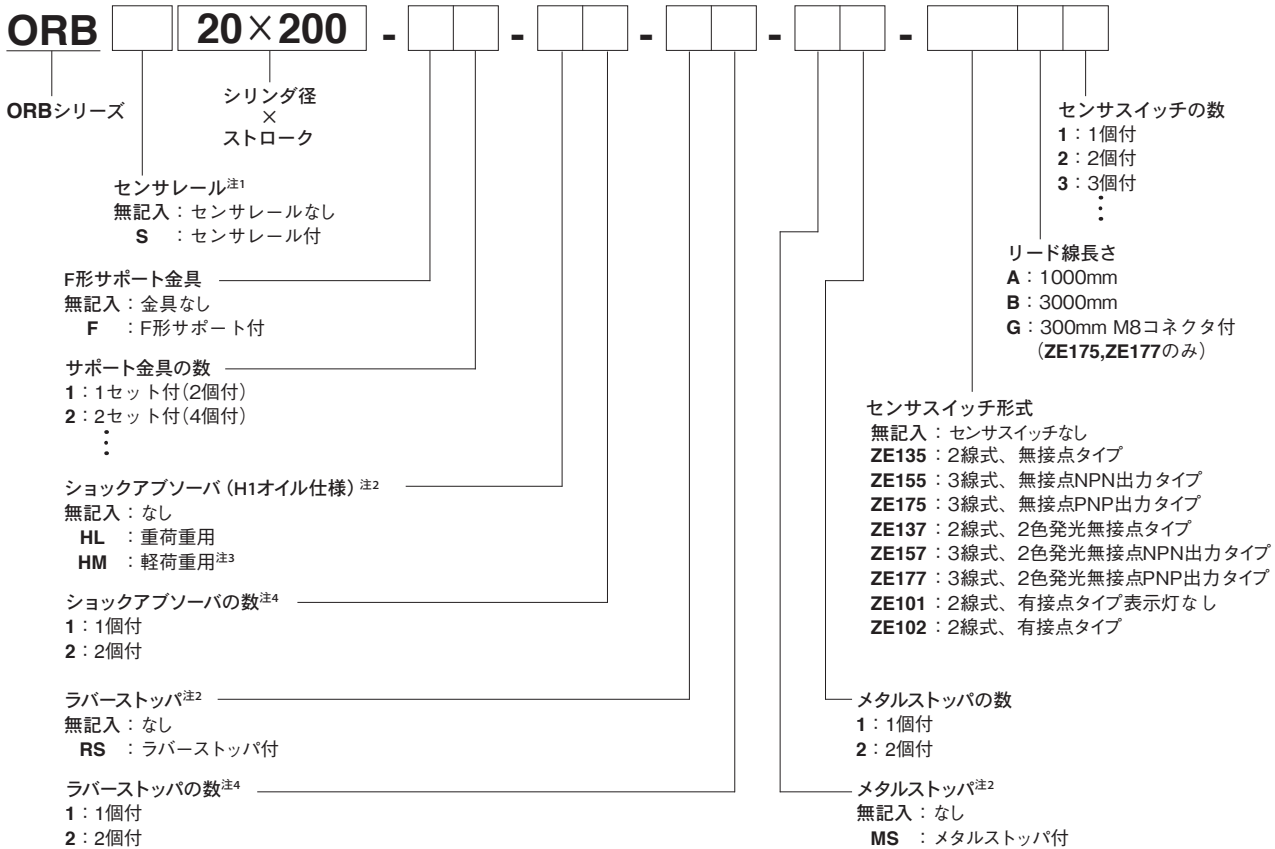 ORB 20×200 - - - - -
ORBシリーズ
シリンダ径
×
ストローク
センサレール注1
無記入：センサレールなし
S ：センサレール付
F形サポート金具
無記入：金具なし
F ：F形サポート付
サポート金具の数
1：1セット付(2個付)
2：2セット付(4個付)
⋮
ショックアブソーバ（H1オイル仕様）注2
無記入：なし
HL ：重荷重用
HM ：軽荷重用注3
ショックアブソーバの数注4
1：1個付
2：2個付
ラバーストッパ注2
無記入：なし
RS ：ラバーストッパ付
ラバーストッパの数注4
1：1個付
2：2個付
センサスイッチの数
1：1個付
2：2個付
3：3個付
⋮
リード線長さ
A：1000mm
B：3000mm
G：300mm M8コネクタ付
(ZE175,ZE177のみ)
センサスイッチ形式
無記入：センサスイッチなし
ZE135：2線式、無接点タイプ
ZE155：3線式、無接点NPN出力タイプ
ZE175：3線式、無接点PNP出力タイプ
ZE137：2線式、2色発光無接点タイプ
ZE157：3線式、2色発光無接点NPN出力タイプ
ZE177：3線式、2色発光無接点PNP出力タイプ
ZE101：2線式、有接点タイプ表示灯なし
ZE102：2線式、有接点タイプ
メタルストッパの数
1：1個付
2：2個付
メタルストッパ注2
無記入：なし
MS ：メタルストッパ付